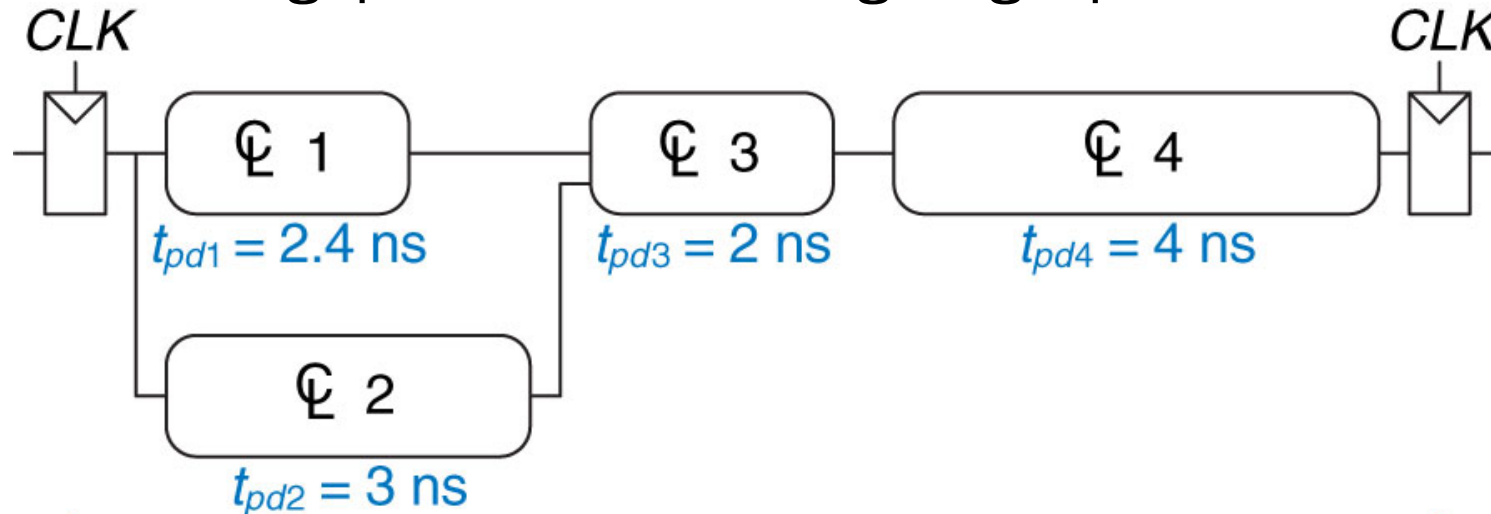 CLK CLK
CL 1 CL 3 CL 4
tpd1 = 2.4 ns tpd3 = 2 ns tpd4 = 4 ns
CL 2
tpd2 = 3 ns